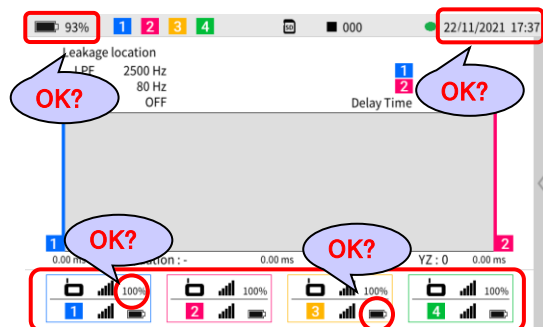 93% 1 2 3 4 SD 000 22/11/2021 17:37
Leakage location
LPF 2500 Hz 1
80 Hz 2
OFF Delay Time
OK?
OK?
1 2
0.00 ms - 0.00 ms YZ : 0 0.00 ms
OK?
OK?
100% 100% 100% 100%
1 2 3 4